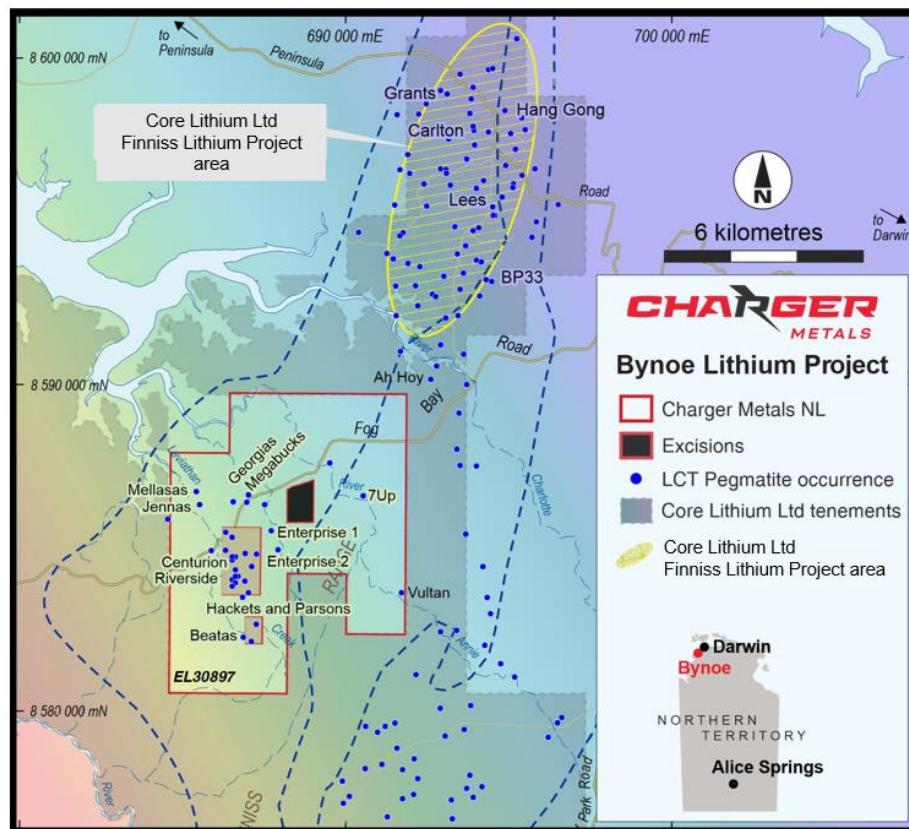 to
Peninsula
Peninsula
690 000 mE
700 000 mE
8 600 000 mN
Grants
Hang Gong
Carlton
Core Lithium Ltd
Finniss Lithium Project
area
Road
Lees
N
to
Darwin
6 kilometres
BP33
CHARGER
METALS
Bynoe Lithium Project
Charger Metals NL
Excisions
LCT Pegmatite occurrence
Core Lithium Ltd tenements
Core Lithium Ltd
Finniss Lithium Project area
River
Road
8 590 000 mN
Ah Hoy
Bay
Fog
Georgias
Megabucks
Leviathan
River
Charlotte
Mellasas
Jennas
7Up
Enterprise 1
Enterprise 2
Centurion
Riverside
RANGE
Vultan
Hackets and Parsons
Beatas
Creek
Annie
EL30897
Darwin
Bynoe
8 580 000 mN
NORTHERN
TERRITORY
Alice Springs
River
NISS
Park Road